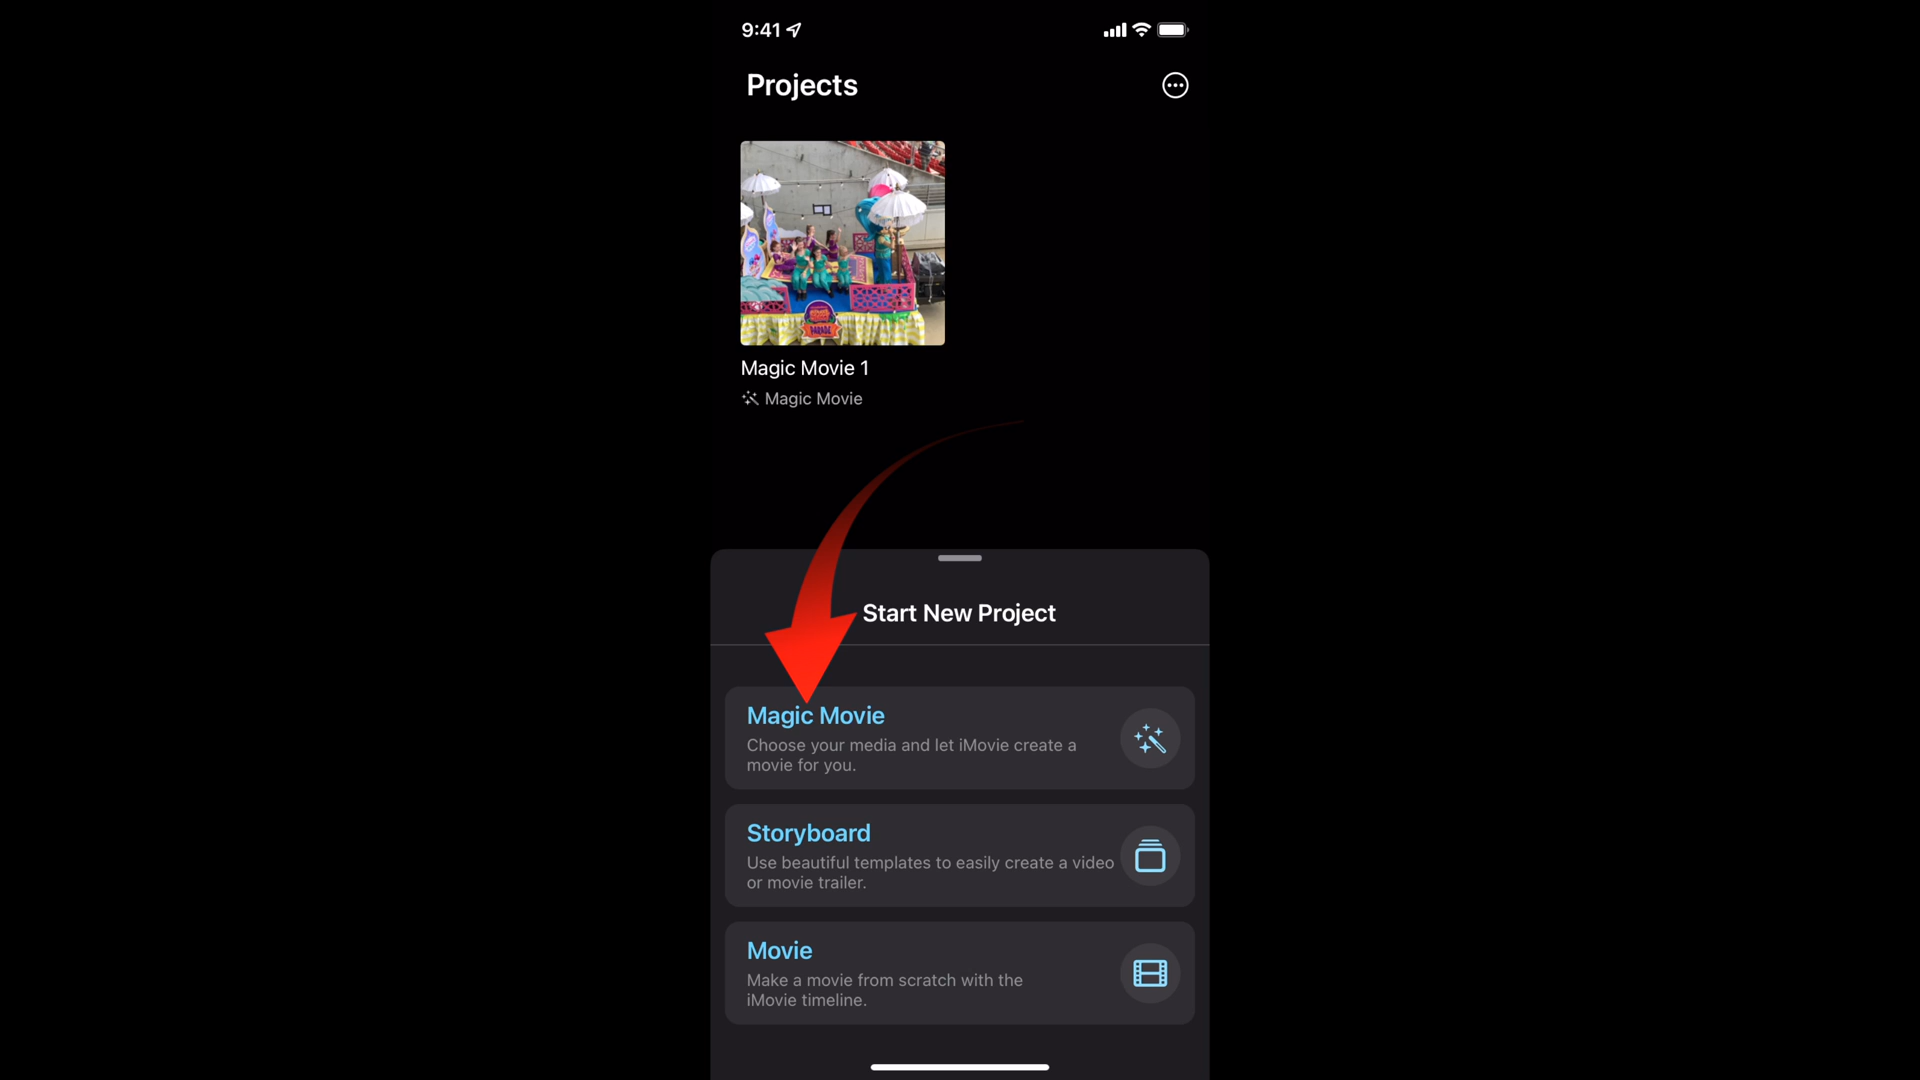 9:41
Projects
PARADE
Magic Movie 1
Magic Movie
Start New Project
Magic Movie
Choose your media and let iMovie create a
movie for you.
Storyboard
Use beautiful templates to easily create a video
or movie trailer.
Movie
Make a movie from scratch with the
iMovie timeline.